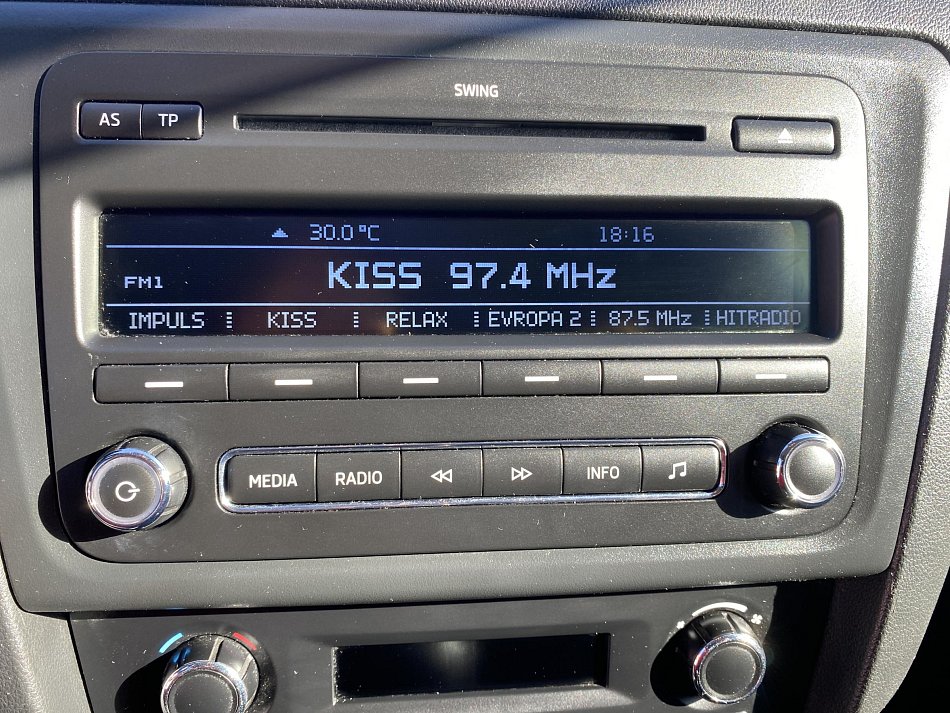 SWING
AS TP
30.0 °C 18:16
FM1 KISS 97.4 MHz
IMPULS KISS RELAX EVROPA 2 87.5 MHz HITRADIO
MEDIA RADIO INFO